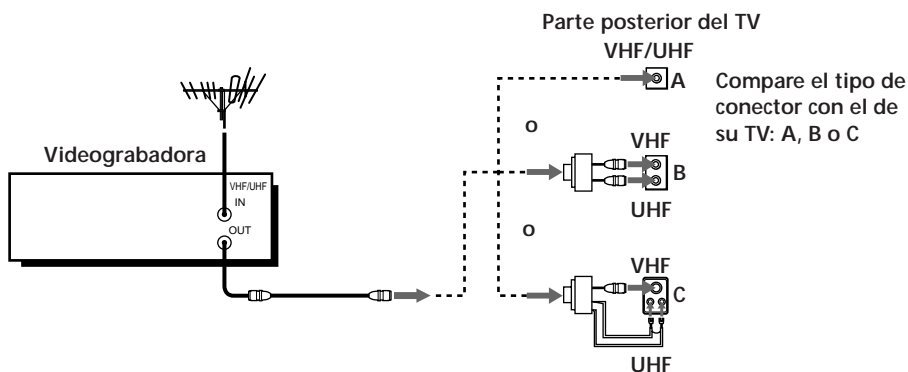 Parte posterior del TV
VHF/UHF
A
Compare el tipo de
conector con el de
su TV: A, B o C
o
Videograbadora
VHF/UHF
IN
OUT
VHF
B
UHF
o
VHF
C
UHF